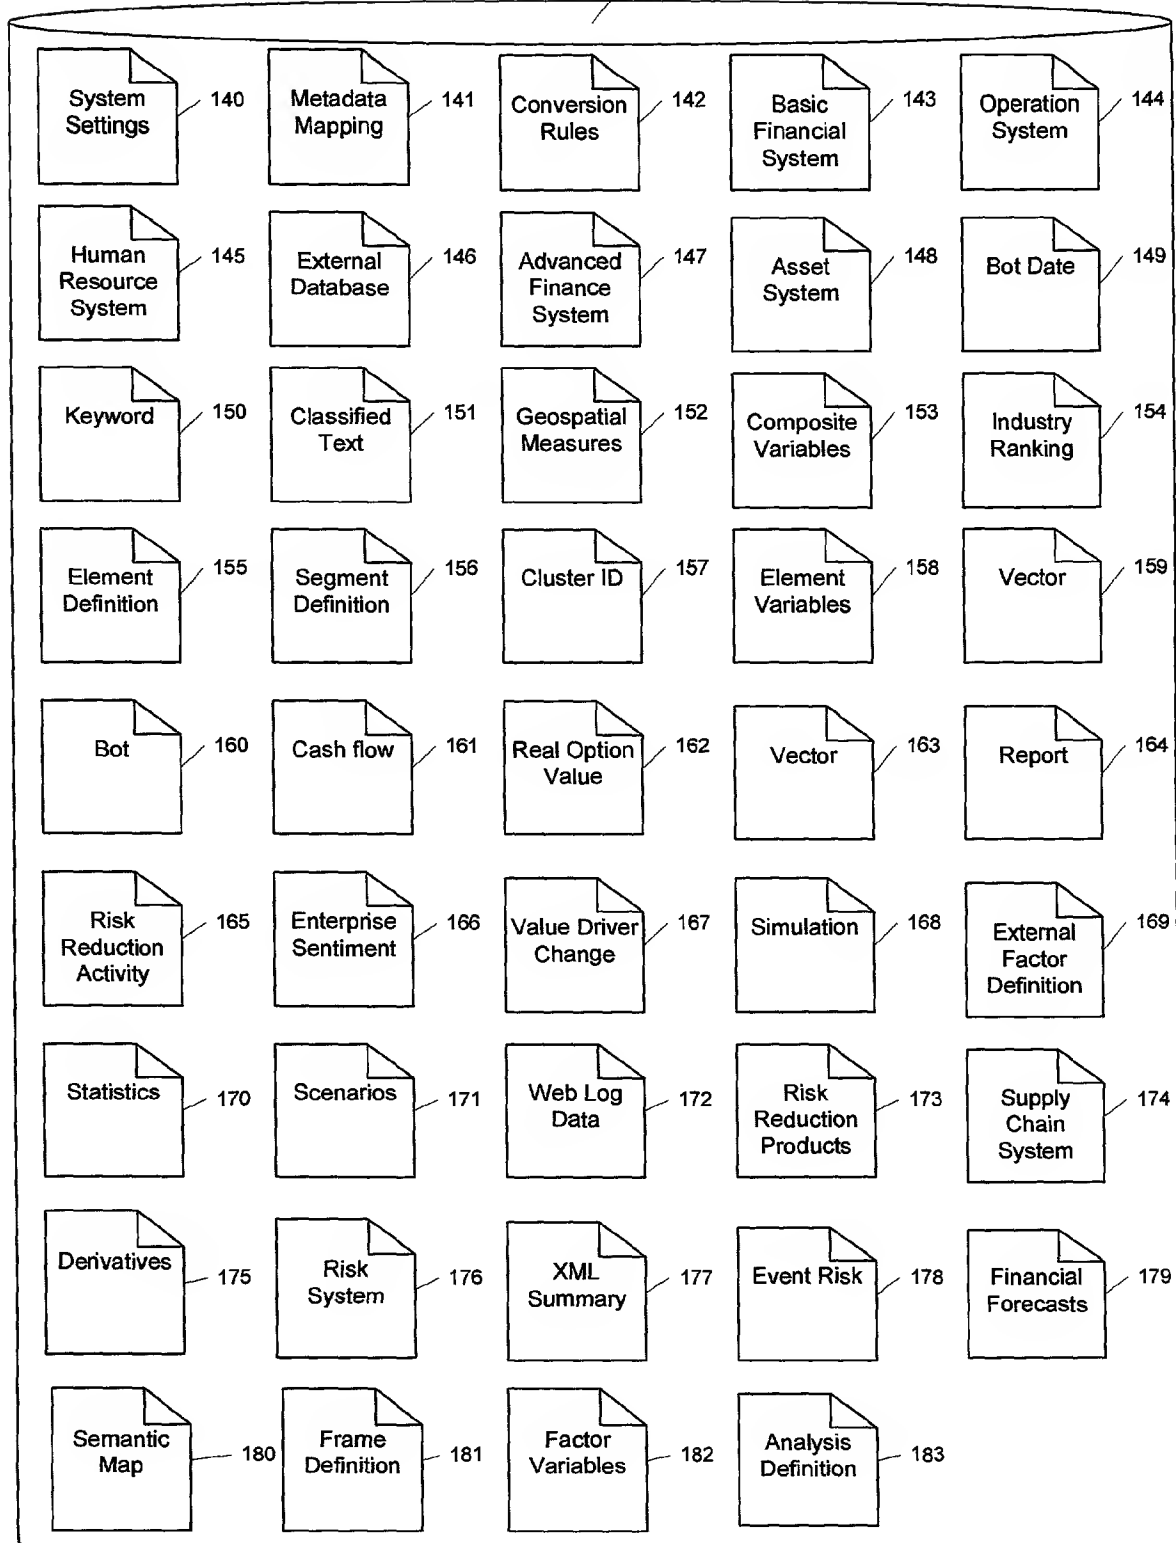 System
Settings
140
Metadata
Mapping
141
Conversion
Rules
142
Basic
Financial
System
143
Operation
System
144
Human
Resource
System
145
External
Database
146
Advanced
Finance
System
147
Asset
System
148
Bot Date
149
Keyword
150
Classified
Text
151
Geospatial
Measures
152
Composite
Variables
153
Industry
Ranking
154
Element
Definition
155
Segment
Definition
156
Cluster ID
157
Element
Variables
158
Vector
159
Bot
160
Cash flow
161
Real Option
Value
162
Vector
163
Report
164
Risk
Reduction
Activity
165
Enterprise
Sentiment
166
Value Driver
Change
167
Simulation
168
External
Factor
Definition
169
Statistics
170
Scenarios
171
Web Log
Data
172
Risk
Reduction
Products
173
Supply
Chain
System
174
Derivatives
175
Risk
System
176
XML
Summary
177
Event Risk
178
Financial
Forecasts
179
Semantic
Map
180
Frame
Definition
181
Factor
Variables
182
Analysis
Definition
183